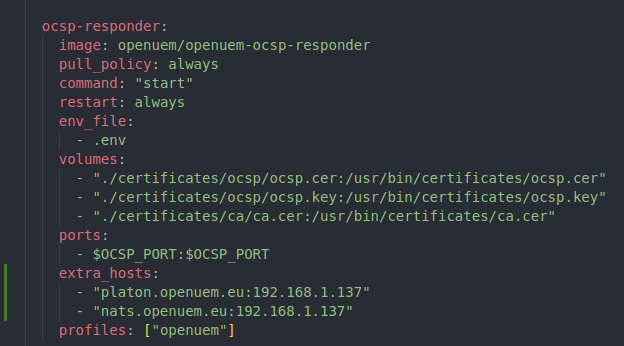 ocsp-responder:
image: openuem/openuem-ocsp-responder
pull_policy: always
command: "start"
restart: always
env_file:
- .env
volumes:
- "./certificates/ocsp/ocsp.cer:/usr/bin/certificates/ocsp.cer"
- "./certificates/ocsp/ocsp.key:/usr/bin/certificates/ocsp.key"
- "./certificates/ca/ca.cer:/usr/bin/certificates/ca.cer"
ports:
- $OCSP_PORT:$OCSP_PORT
extra_hosts:
- "platon.openuem.eu:192.168.1.137"
- "nats.openuem.eu:192.168.1.137"
profiles: ["openuem"]